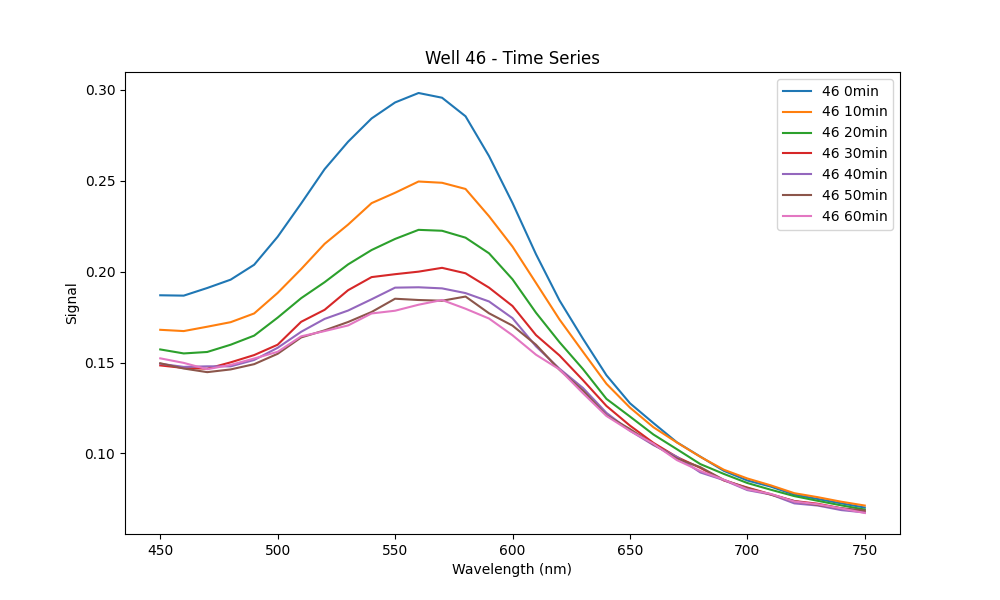 Well 46 - Time Series
46 0min
46 10min
46 20min
46 30min
46 40min
46 50min
46 60min
0.30
0.25
0.20
0.15
0.10
Signal
450 500 550 600 650 700 750
Wavelength (nm)